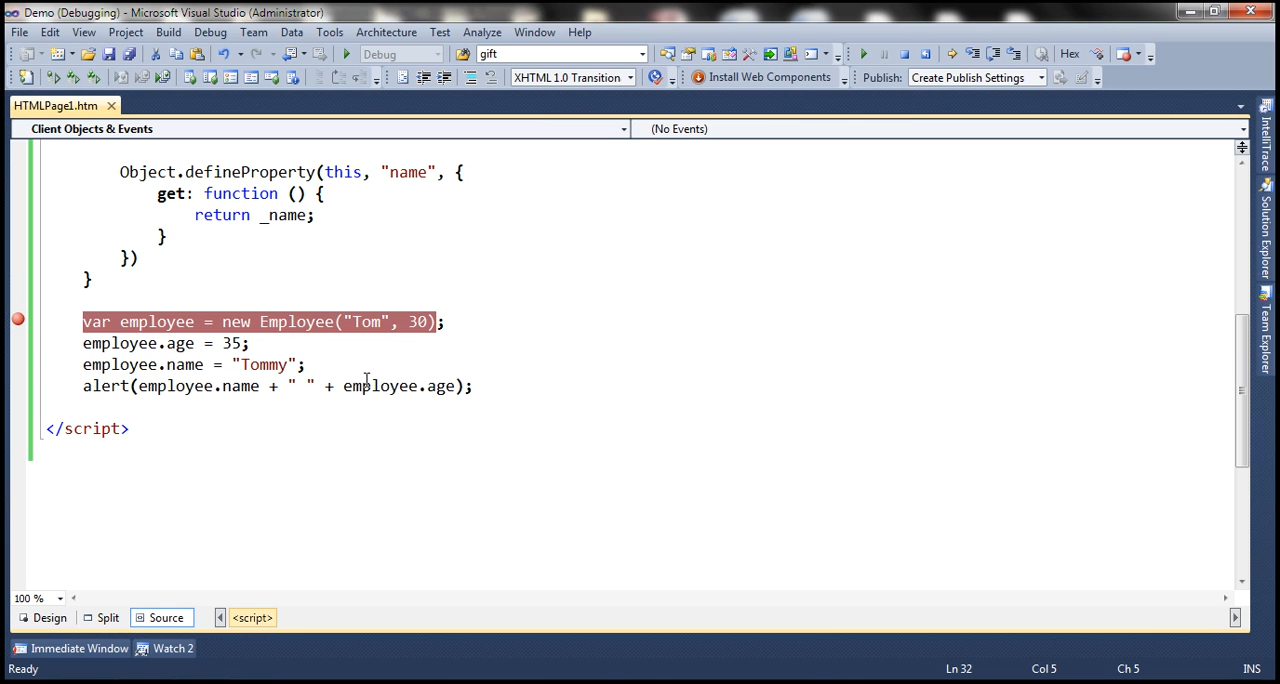 Demo (Debugging) - Microsoft Visual Studio (Administrator)
File Edit View Project Build Debug Team Data Tools Architecture Test Analyze Window Help
Debug gift Hex
XHTML 1.0 Transition Install Web Components Publish: Create Publish Settings
HTMLPage1.htm
Client Objects & Events (No Events)
Object.defineProperty(this, "name", {
get: function () {
return _name;
}
})
}
var employee = new Employee("Tom", 30);
employee.age = 35;
employee.name = "Tommy";
alert(employee.name + " " + employee.age);
</script>
IntelliTrace
Solution Explorer
Team Explorer
100 %
Design Split Source <script>
Immediate Window Watch 2
Ready Ln 32 Col 5 Ch 5 INS